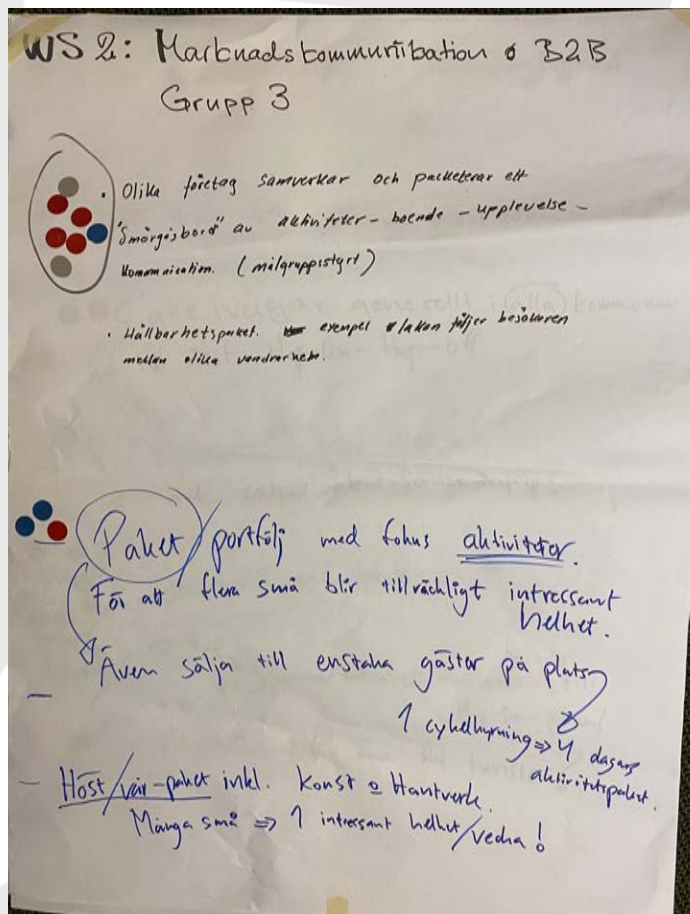 WS 2: Marknadskommunikation o B2B
Grupp 3
• Olika företag samverkar och packeterar ett
"Smörgåsbord" av aktiviteter - boende - upplevelse -
kommunication. (målgruppsstyrt)
• Hållbarhetspaket. exempel lakan följer besökaren
mellan olika vandrarhem.
Paket/portfölj med fokus aktiviteter.
För att flera små blir tillräckligt intressant
helhet.
Även sälja till enstaka gäster på plats
1 cykelhyrning => 4 dagars
aktivitetspaket.
- Höst/vår-paket inkl. Konst o Hantverk.
Många små => 1 intressant helhet/vecka!